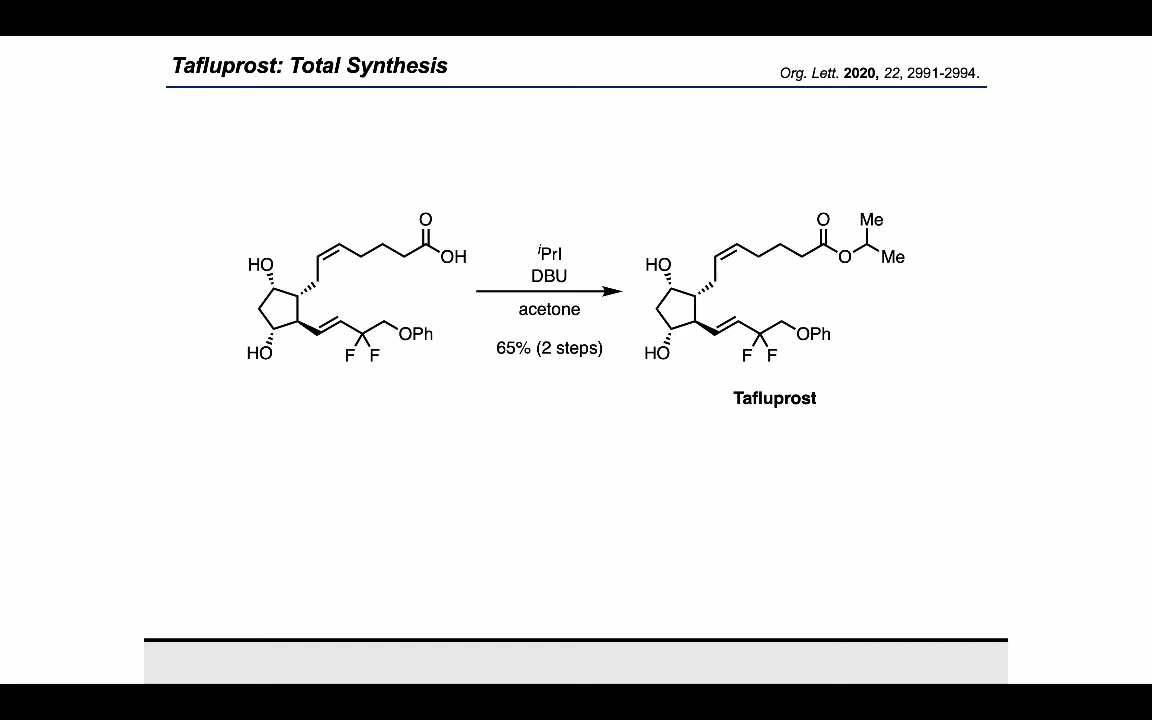 Tafluprost: Total Synthesis
Org. Lett. 2020, 22, 2991-2994.
O
OH
HO
HO
F F
OPh
iPrI
DBU
acetone
65% (2 steps)
O
Me
O
Me
HO
HO
F F
OPh
Tafluprost